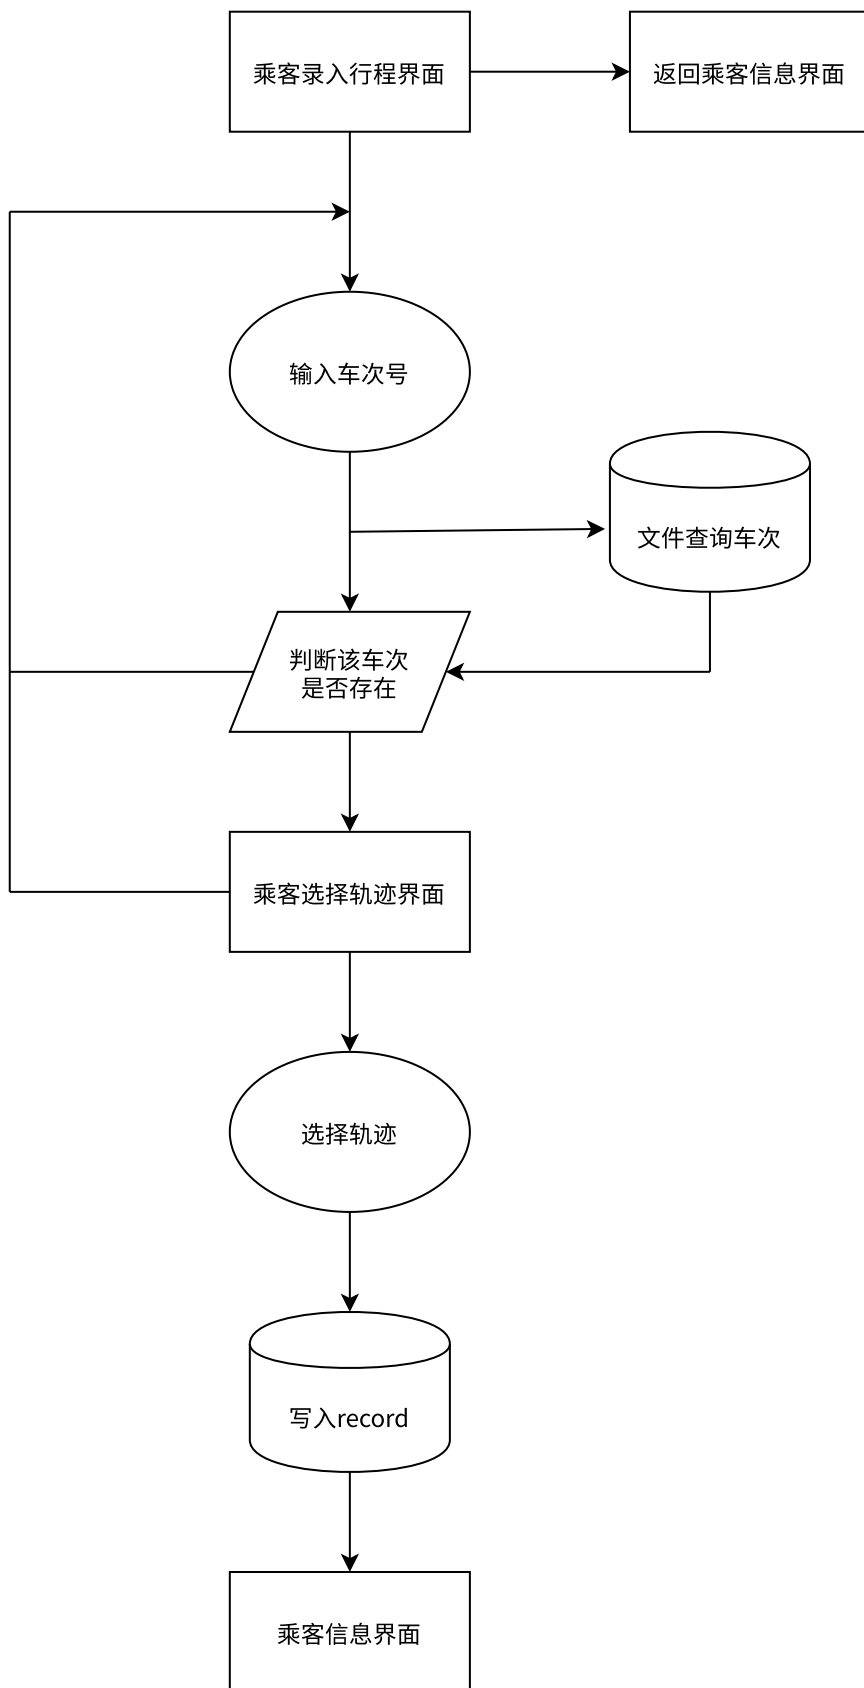 乘客录入行程界面
返回乘客信息界面
输入车次号
文件查询车次
判断该车次
是否存在
乘客选择轨迹界面
选择轨迹
写入record
乘客信息界面